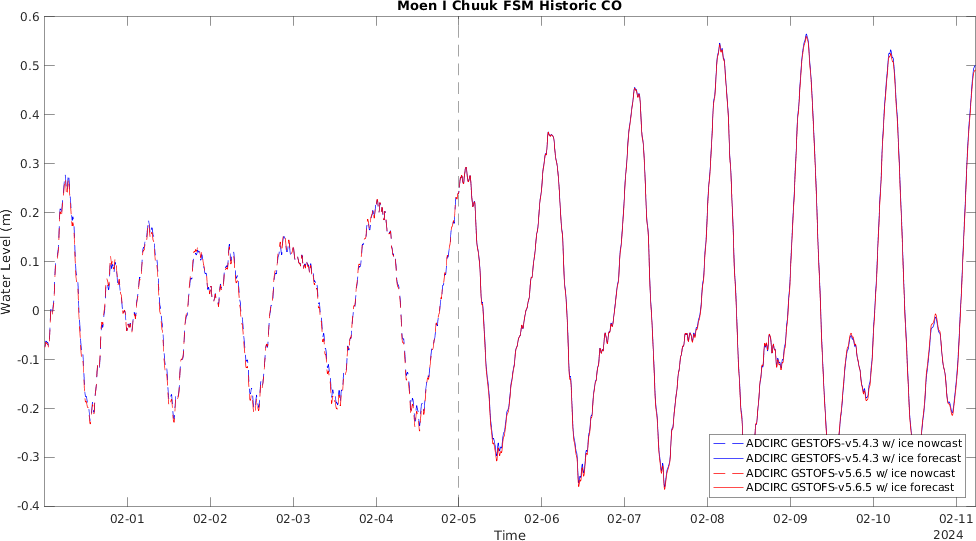 Moen I Chuuk FSM Historic CO
0.6
0.5
0.4
0.3
0.2
0.1
0
-0.1
-0.2
-0.3
-0.4
Water Level (m)
ADCIRC GESTOFS-v5.4.3 w/ ice nowcast
ADCIRC GESTOFS-v5.4.3 w/ ice forecast
ADCIRC GSTOFS-v5.6.5 w/ ice nowcast
ADCIRC GSTOFS-v5.6.5 w/ ice forecast
02-01 02-02 02-03 02-04 02-05 02-06 02-07 02-08 02-09 02-10 02-11
Time 2024